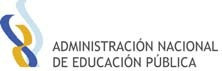 ADMINISTRACIÓN NACIONAL
DE EDUCACIÓN PÚBLICA